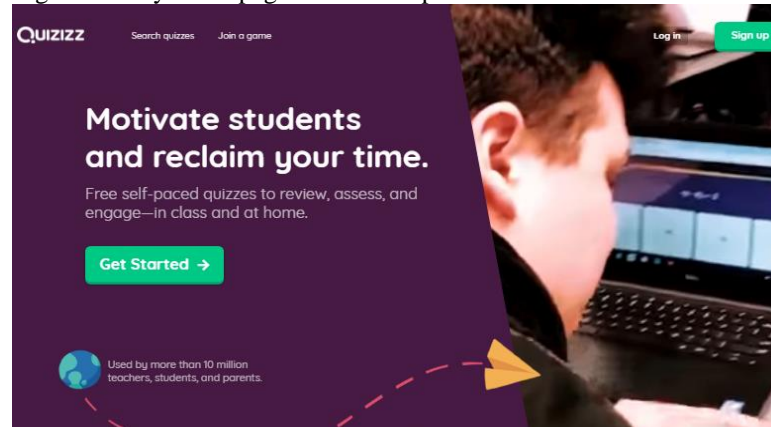 QUIZIZZ
Search quizzes
Join a game
Log in
Sign up
Motivate students
and reclaim your time.
Free self-paced quizzes to review, assess, and
engage—in class and at home.
Get Started →
Used by more than 10 million
teachers, students, and parents.